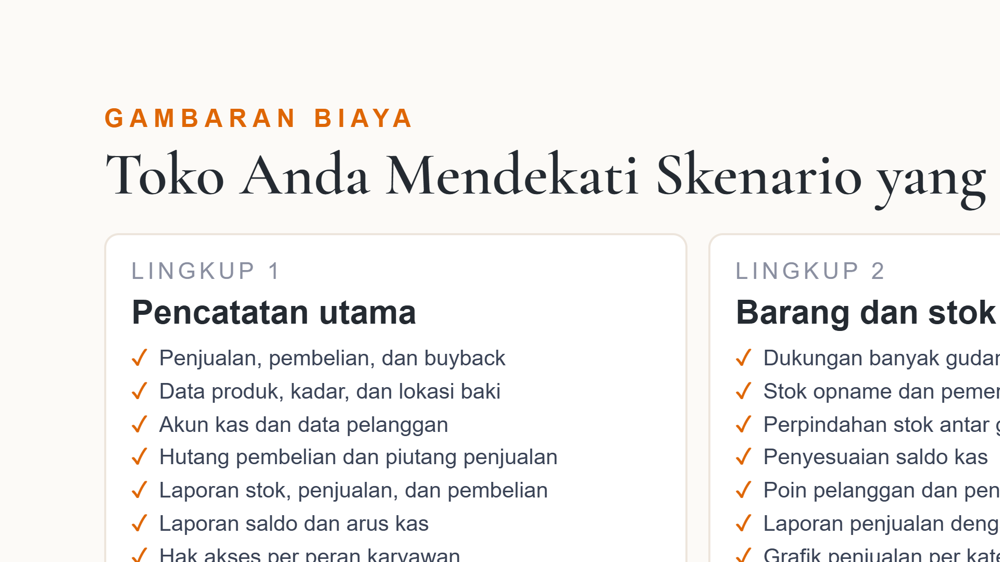 GAMBARAN BIAYA
Toko Anda Mendekati Skenario yang
LINGKUP 1
Pencatatan utama
✓ Penjualan, pembelian, dan buyback
✓ Data produk, kadar, dan lokasi baki
✓ Akun kas dan data pelanggan
✓ Hutang pembelian dan piutang penjualan
✓ Laporan stok, penjualan, dan pembelian
✓ Laporan saldo dan arus kas
✓ Hak akses per peran karyawan
LINGKUP 2
Barang dan stok
✓ Dukungan banyak
✓ Stok opname dan
✓ Perpindahan stok antar
✓ Penyesuaian saldo kas
✓ Poin pelanggan dan
✓ Laporan penjualan
✓ Grafik penjualan per